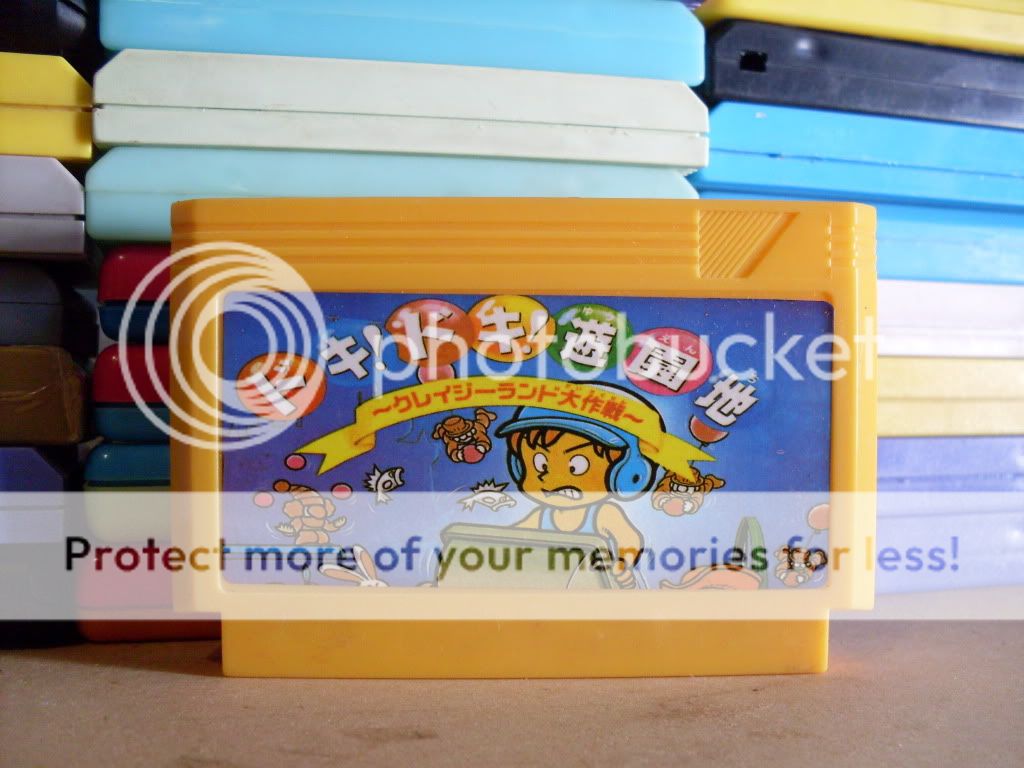 ドキ!ドキ!遊園地
~クレイジーランド大作戦~
photobucket
Protect more of your memories for less!